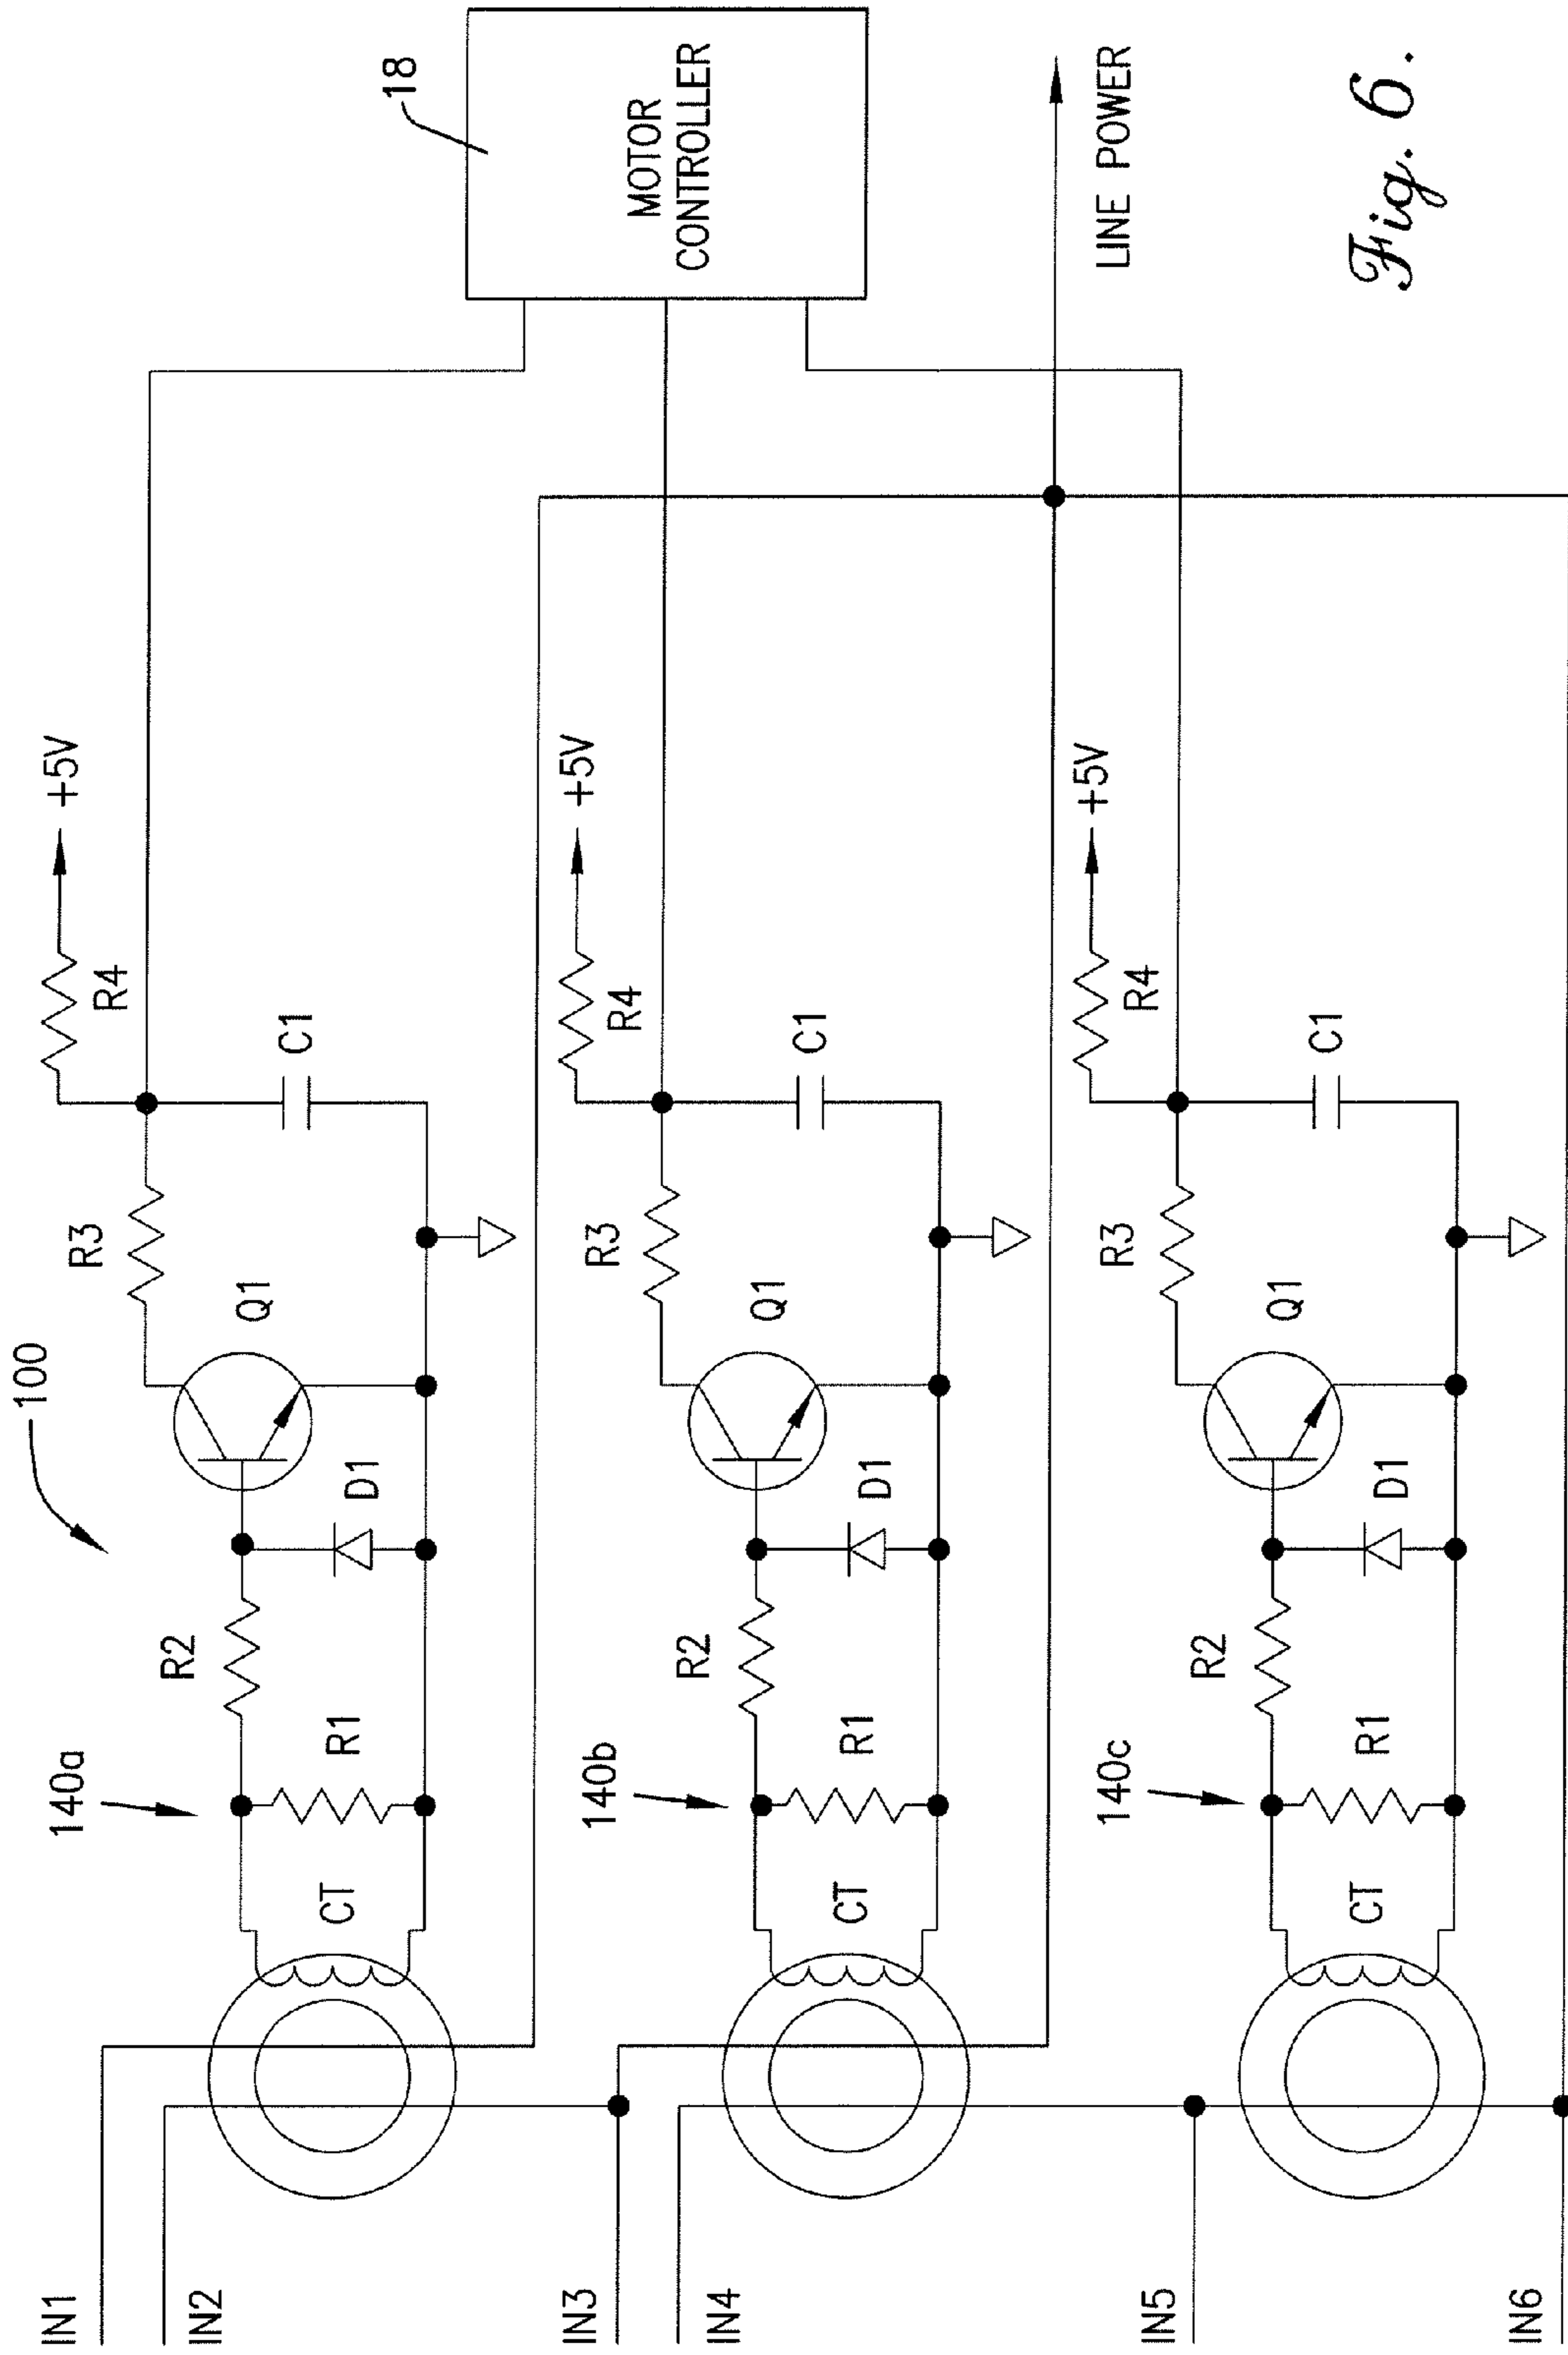 100
140a
+5V
R4
R3
C1
Q1
D1
R2
R1
CT
IN1
IN2
18
MOTOR
CONTROLLER
140b
+5V
R4
R3
C1
Q1
D1
R2
R1
CT
IN3
IN4
LINE POWER
140c
+5V
R4
R3
C1
Q1
D1
R2
R1
CT
IN5
IN6
Fig. 6.